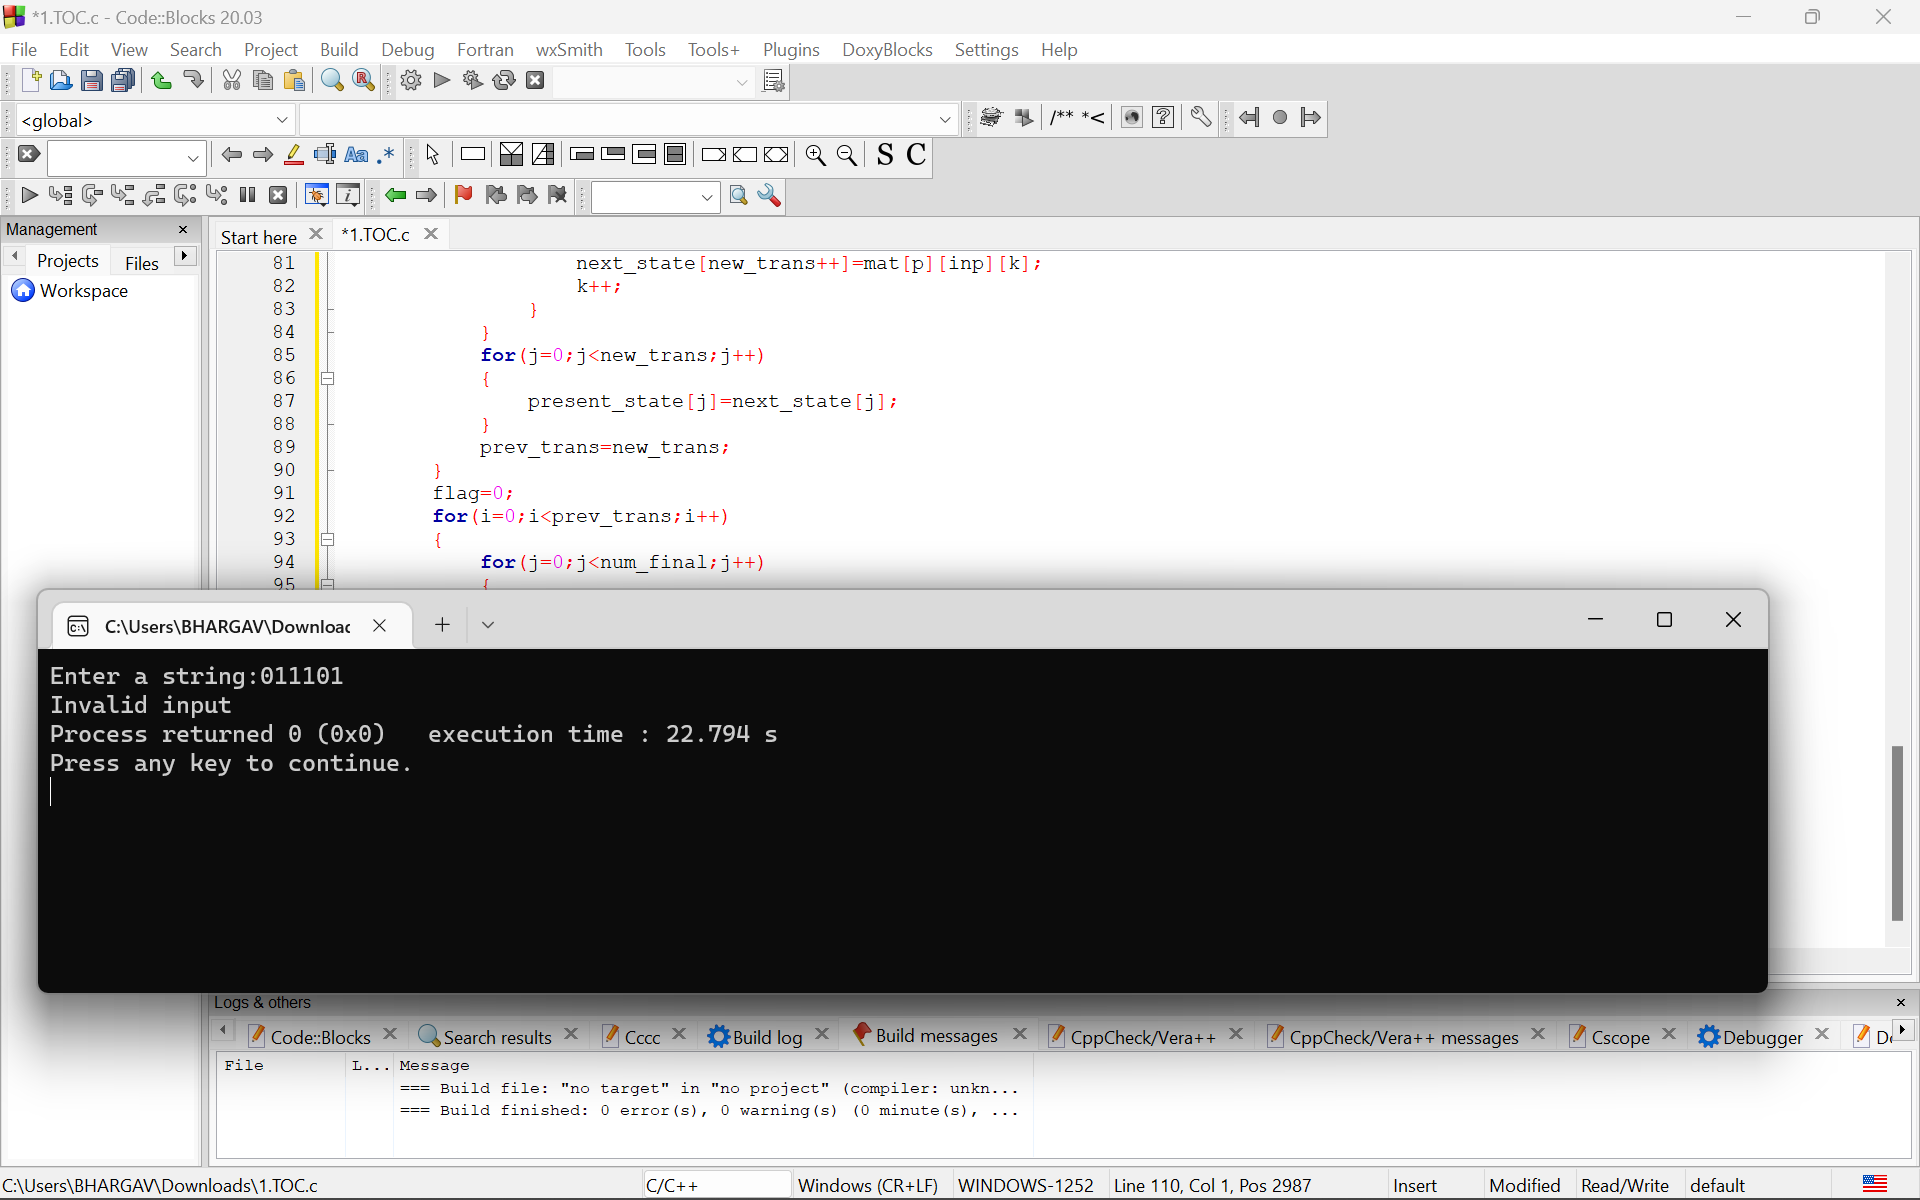 *1.TOC.c - Code::Blocks 20.03
File Edit View Search Project Build Debug Fortran wxSmith Tools Tools+ Plugins DoxyBlocks Settings Help
<global>
/** *<
Aa .* S C
Management
Projects Files
Workspace
Start here *1.TOC.c
81 next_state[new_trans++]=mat[p][inp][k];
82 k++;
83 }
84 }
85 for(j=0;j<new_trans;j++)
86 {
87 present_state[j]=next_state[j];
88 }
89 prev_trans=new_trans;
90 }
91 flag=0;
92 for(i=0;i<prev_trans;i++)
93 {
94 for(j=0;j<num_final;j++)
95 {
C:\Users\BHARGAV\Downloac
Enter a string:011101
Invalid input
Process returned 0 (0x0) execution time : 22.794 s
Press any key to continue.
Logs & others
Code::Blocks Search results Cccc Build log Build messages CppCheck/Vera++ CppCheck/Vera++ messages Cscope Debugger
File L... Message
=== Build file: "no target" in "no project" (compiler: unkn...
=== Build finished: 0 error(s), 0 warning(s) (0 minute(s), ...
C:\Users\BHARGAV\Downloads\1.TOC.c C/C++ Windows (CR+LF) WINDOWS-1252 Line 110, Col 1, Pos 2987 Insert Modified Read/Write default